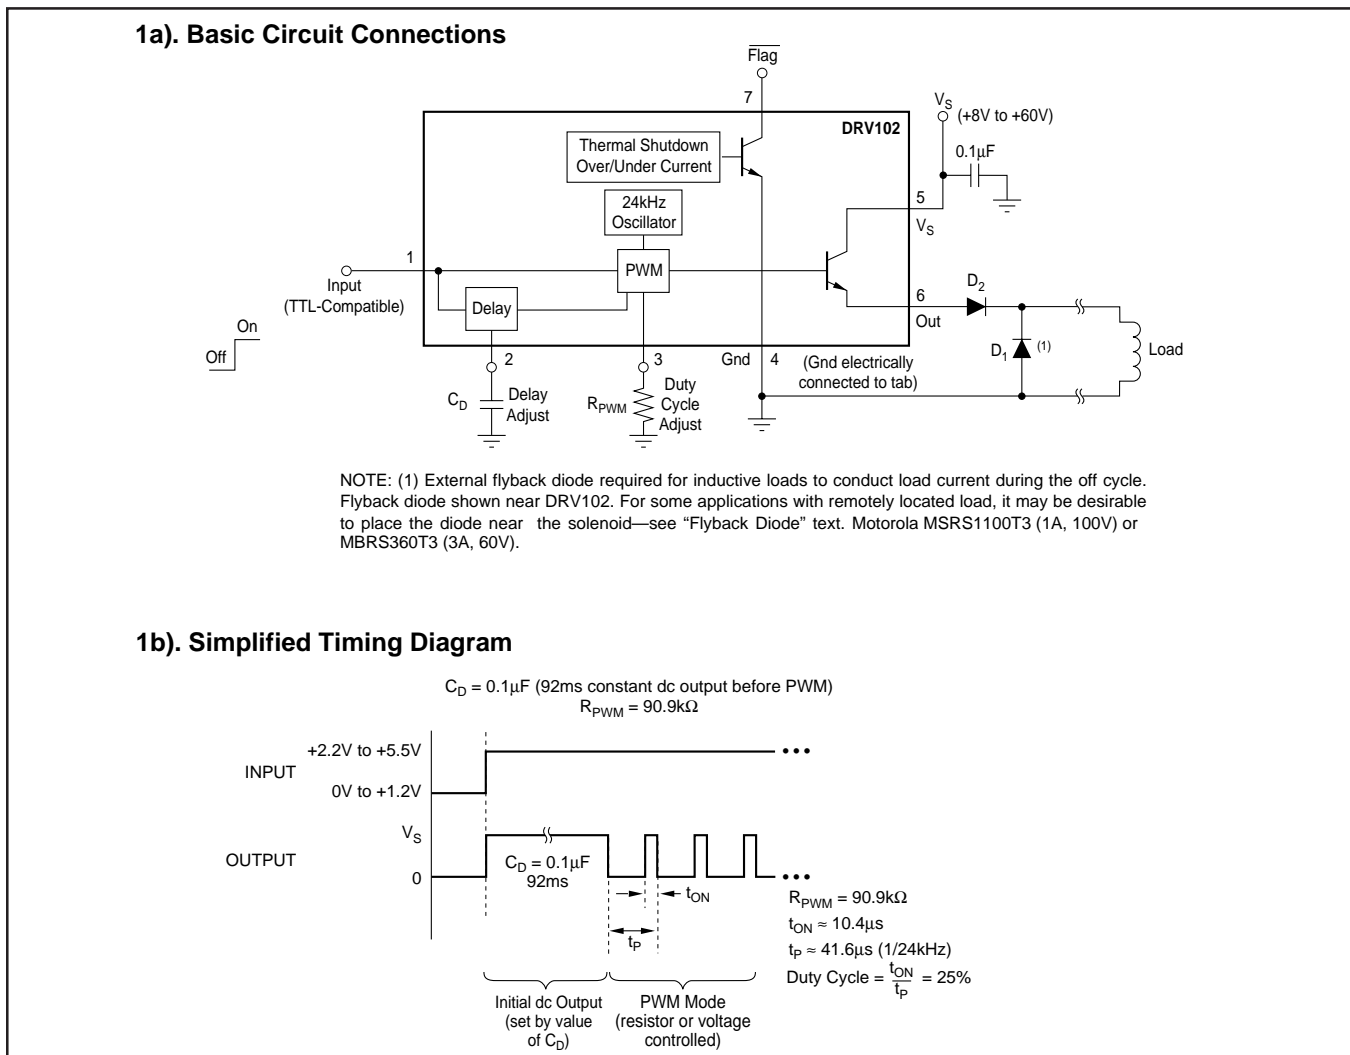 1a). Basic Circuit Connections
Flag
7
DRV102
Thermal Shutdown
Over/Under Current
VS
(+8V to +60V)
0.1µF
24kHz
Oscillator
5
VS
1
PWM
Input
(TTL-Compatible)
Delay
6
Out
D2
On
Off
2
3
Gnd
4
(Gnd electrically
connected to tab)
D1
(1)
Load
CD
Delay
Adjust
RPWM
Duty
Cycle
Adjust
NOTE: (1) External flyback diode required for inductive loads to conduct load current during the off cycle.
Flyback diode shown near DRV102. For some applications with remotely located load, it may be desirable
to place the diode near the solenoid—see “Flyback Diode” text. Motorola MSRS1100T3 (1A, 100V) or
MBRS360T3 (3A, 60V).
1b). Simplified Timing Diagram
CD = 0.1µF (92ms constant dc output before PWM)
RPWM = 90.9kΩ
+2.2V to +5.5V
INPUT
0V to +1.2V
VS
OUTPUT
0
CD = 0.1µF
92ms
tON
tP
RPWM = 90.9kΩ
tON ≈ 10.4µs
tP ≈ 41.6µs (1/24kHz)
Duty Cycle = tON/tP = 25%
Initial dc Output
(set by value
of CD)
PWM Mode
(resistor or voltage
controlled)